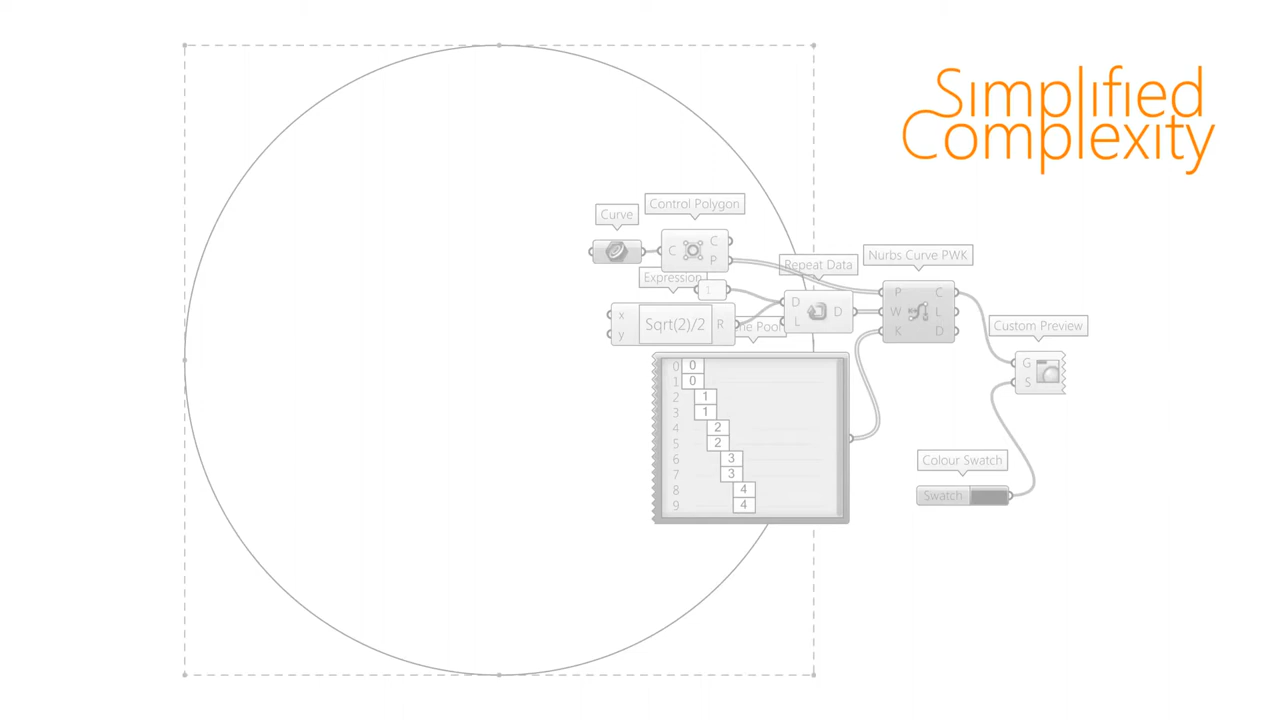 Simplified
Complexity
Control Polygon
Curve
C
C
P
Nurbs Curve PWK
Repeat Data
Expression
1
P
C
D
D
W
L
L
K
D
x
Sqrt(2)/2
R
y
Custom Preview
G
S
0 0
1 0
2 1
3 1
4 2
5 2
6 3
7 3
8 4
9 4
Colour Swatch
Swatch